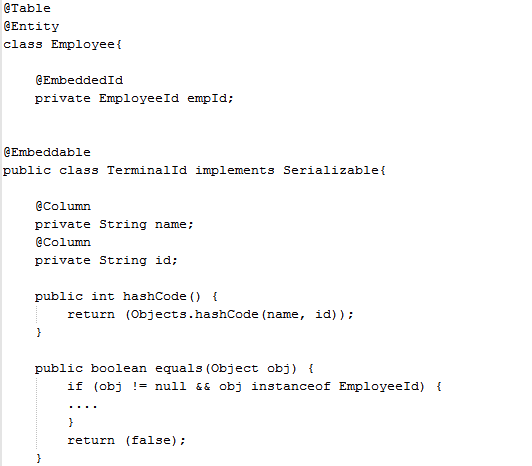 @Table
@Entity
class Employee{
@EmbeddedId
private EmployeeId empId;
@Embeddable
public class TerminalId implements Serializable{
@Column
private String name;
@Column
private String id;
public int hashCode() {
return (Objects.hashCode(name, id));
}
public boolean equals(Object obj) {
if (obj != null && obj instanceof EmployeeId) {
....
}
return (false);
}